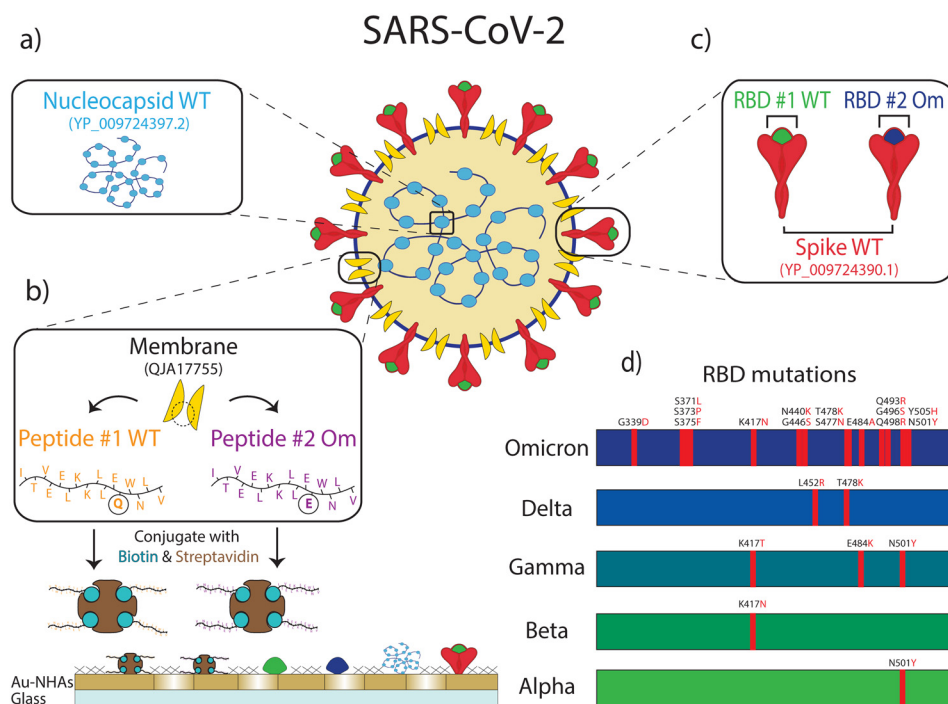 SARS-CoV-2
a)
Nucleocapsid WT
(YP_009724397.2)
b)
Membrane
(QJA17755)
Peptide #1 WT
Peptide #2 Om
I V E K L E W L
T E L K L Q N V
I V E K L E W L
T E L K L E N V
Conjugate with
Biotin & Streptavidin
Au-NHAs
Glass
c)
RBD #1 WT
RBD #2 Om
Spike WT
(YP_009724390.1)
d)
RBD mutations
Omicron
G339D
S371L
S373P
S375F
K417N
N440K
G446S
T478K
S477N
E484A
Q493R
G496S
Q498R
Y505H
N501Y
Delta
L452R
T478K
Gamma
K417T
E484K
N501Y
Beta
K417N
Alpha
N501Y